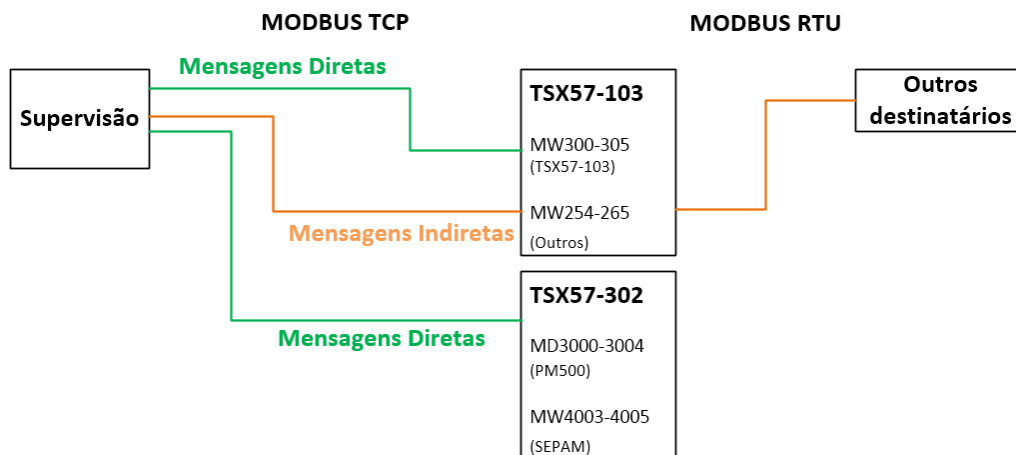 MODBUS TCP
MODBUS RTU
Mensagens Diretas
Supervisão
TSX57-103
MW300-305
(TSX57-103)
MW254-265
(Outros)
Outros
destinatários
Mensagens Indiretas
TSX57-302
Mensagens Diretas
MD3000-3004
(PM500)
MW4003-4005
(SEPAM)